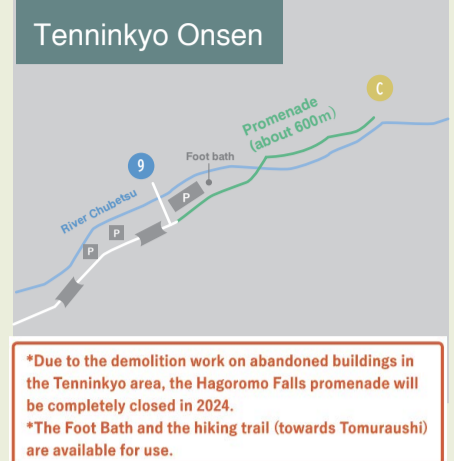 Tenninkyo Onsen
C
Promenade
(about 600m)
9
Foot bath
P
River Chubetsu
P
P
*Due to the demolition work on abandoned buildings in
the Tenninkyo area, the Hagoromo Falls promenade will
be completely closed in 2024.
*The Foot Bath and the hiking trail (towards Tomuraushi)
are available for use.